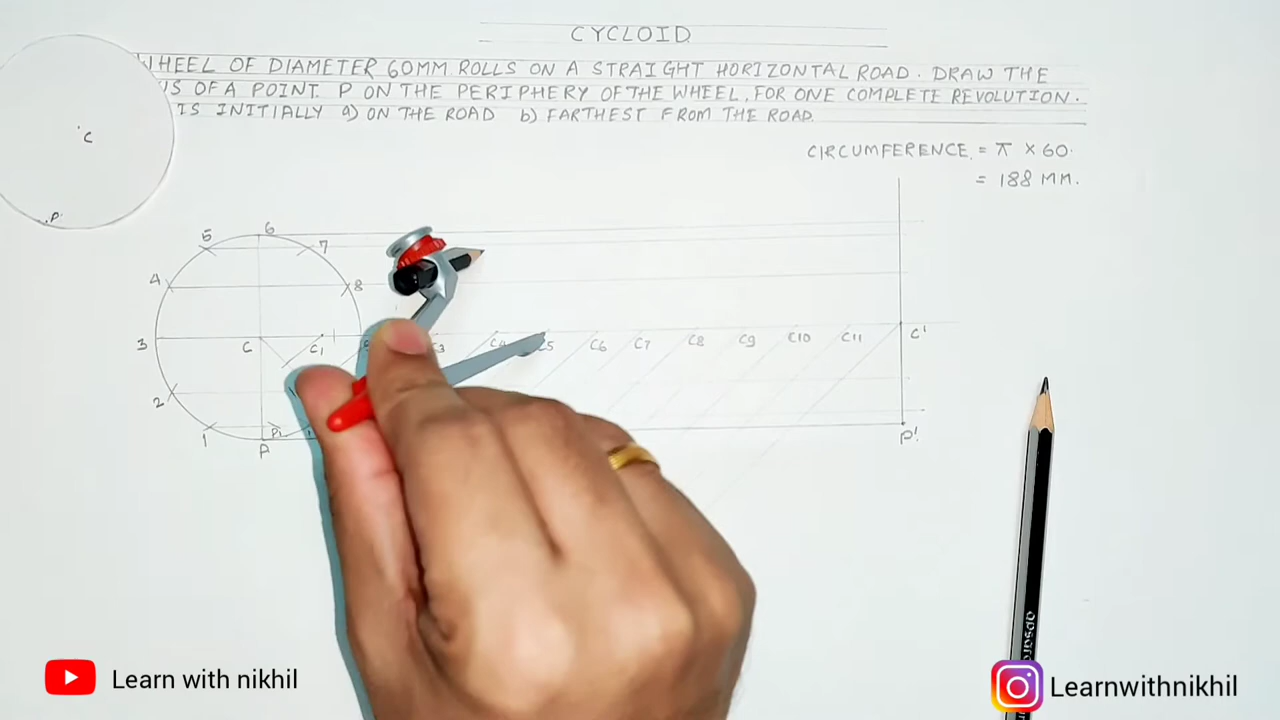 CYCLOID
WHEEL OF DIAMETER 60MM ROLLS ON A STRAIGHT HORIZONTAL ROAD. DRAW THE
OF A POINT P ON THE PERIPHERY OF THE WHEEL, FOR ONE COMPLETE REVOLUTION.
IS INITIALLY a) ON THE ROAD b) FARTHEST FROM THE ROAD.
CIRCUMFERENCE = π × 60.
= 188 MM.
C
P
6
5 7
4 8
3 C C1 C4 C5 C6 C7 C8 C9 C10 C11 C'
2
1 P1 P'
P
apsara
Learn with nikhil
Learnwithnikhil